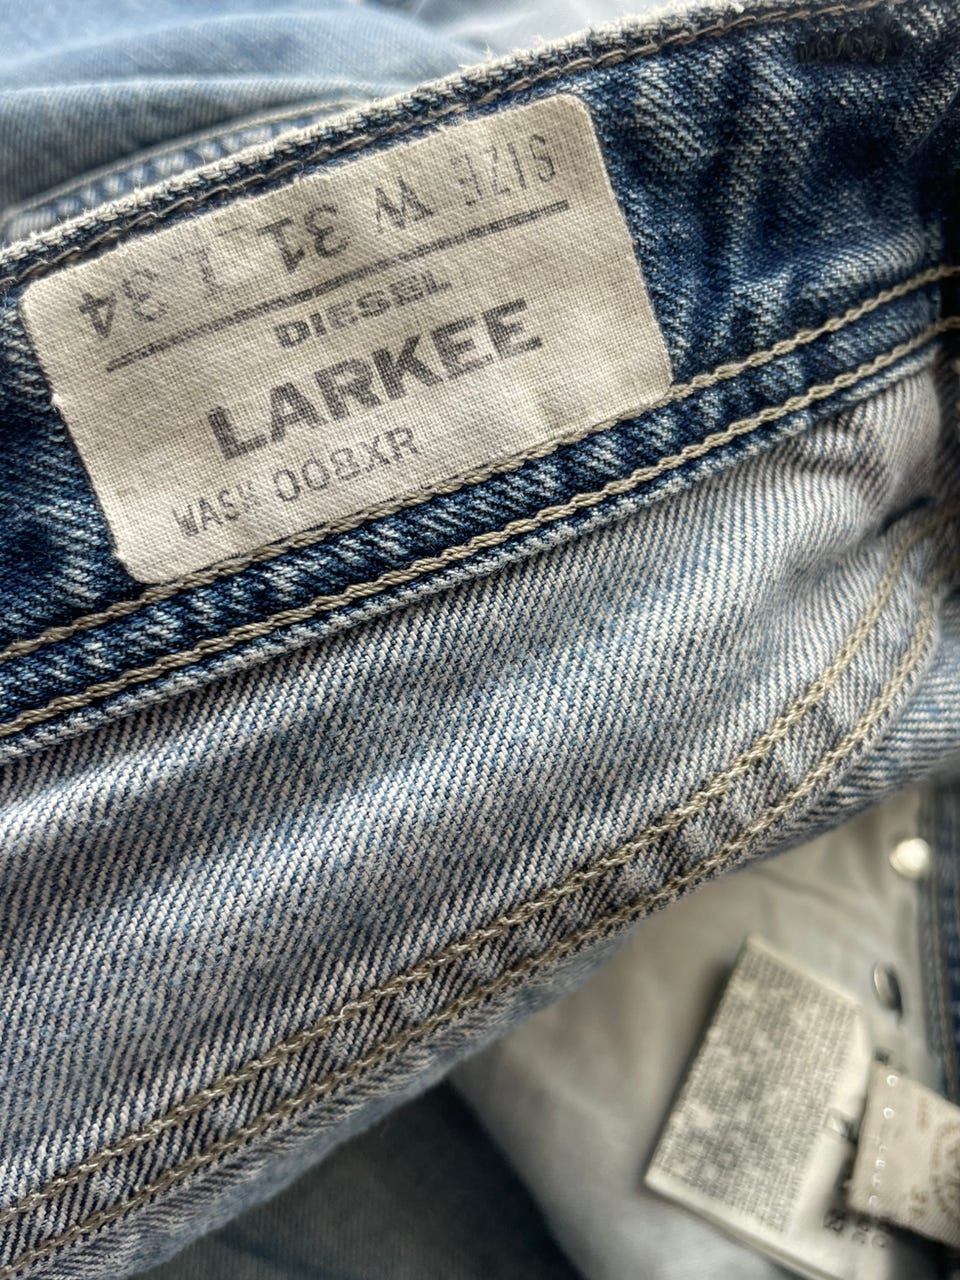 SIZE W 31 L 34
DIESEL
LARKEE
WASH 008XR